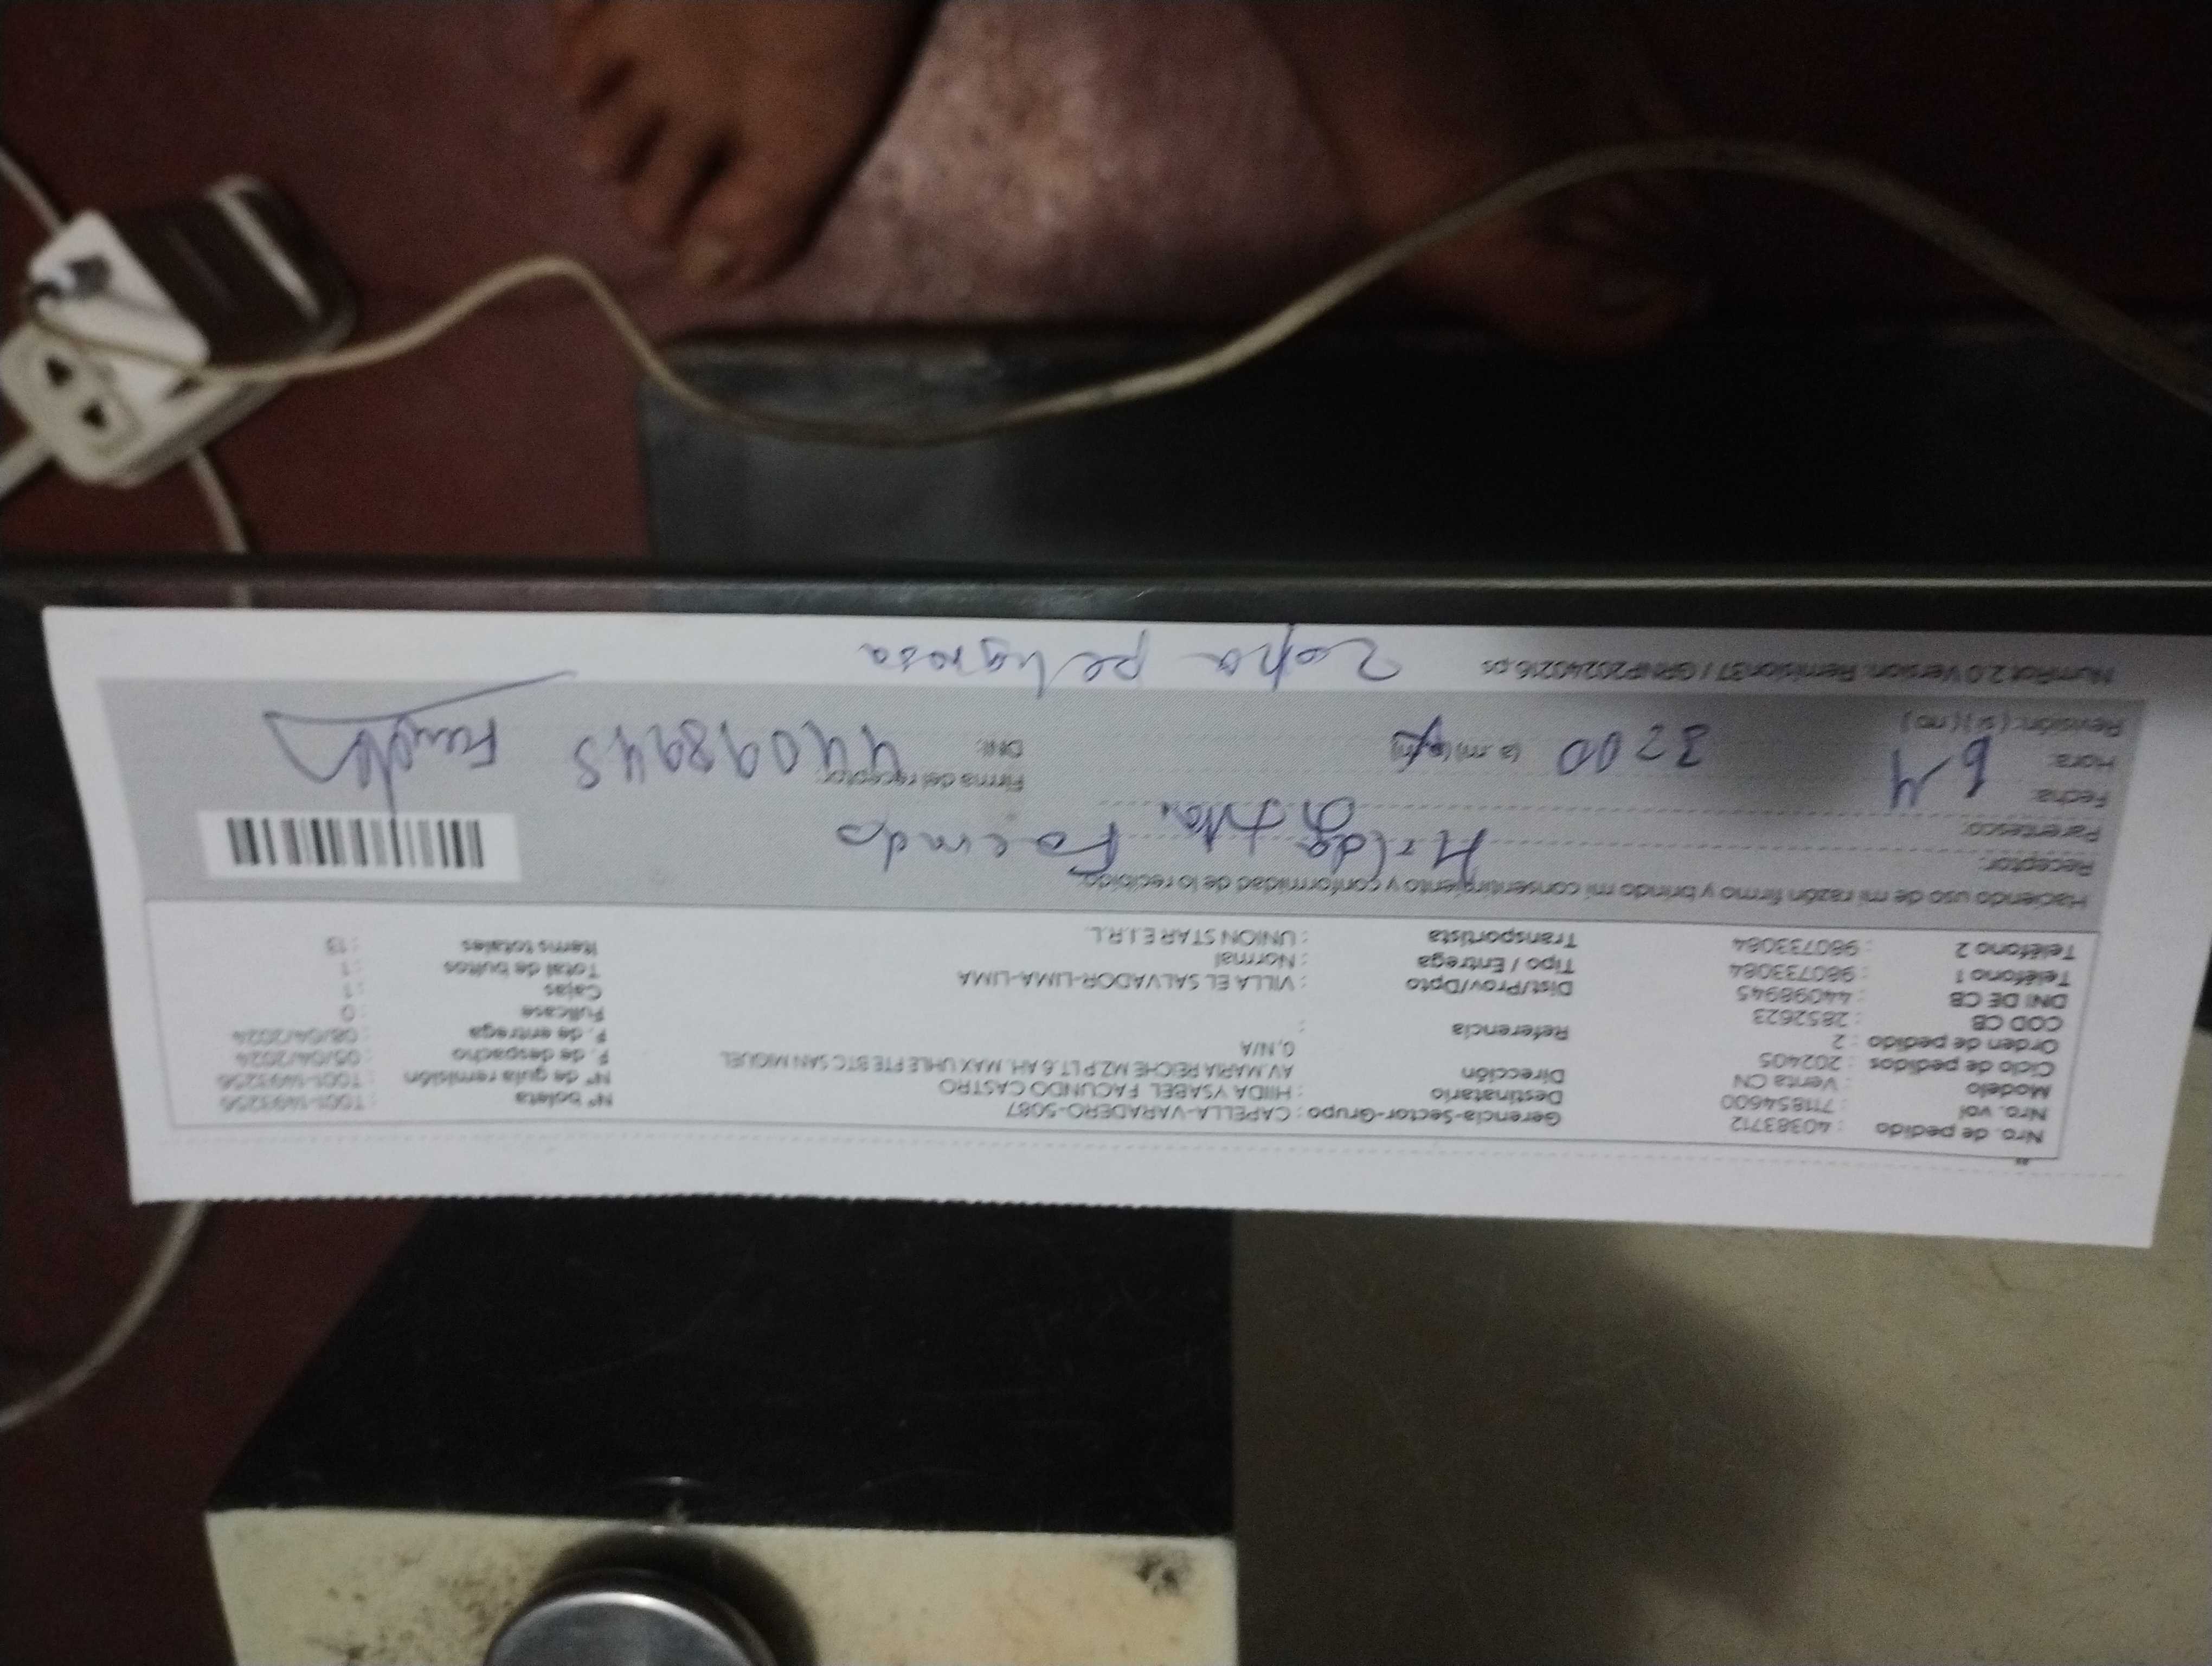 Nro. de pedido : 40383712
Nro. vol : 711854600
Modelo : Venta CN
Ciclo de pedidos : 202405
Orden de pedido : 2
COD CB : 2852623
DNI DE CB : 44098945
Teléfono 1 : 980733084
Teléfono 2 : 980733084
Gerencia-Sector-Grupo : CAPELLA-VARADERO-5087
Destinatario : HIIDA YSABEL FACUNDO CASTRO
Dirección AV.MARIA REICHE MZ.P LT.6 AH. MAX UHLE FTE BTC SAN MIGUEL
0,N/A
Referencia :
Dist/Prov/Dpto : VILLA EL SALVADOR-LIMA-LIMA
Tipo / Entrega : Normal
Transportista : UNION STAR E.I.R.L.
Nº boleta : T001-1493256
Nº de guía remisión : T001-1493256
F. de despacho : 05/04/2024
F. de entrega : 08/04/2024
Fullcase : 0
Cajas : 1
Total de bultos : 1
Items totales : 13
Haciendo uso de mi razón firmo y brindo mi consentimiento y conformidad de lo recibido:
Receptor:
Parentesco:
Fecha:
Hora: (a.m) (p.m)
Revisión: ( si ) ( no )
Facundo
Firma del receptor:
DNI: 44098945
NumRot 2.0 Version. Remision37 / GRNP20240216.ps
Zona peligrosa